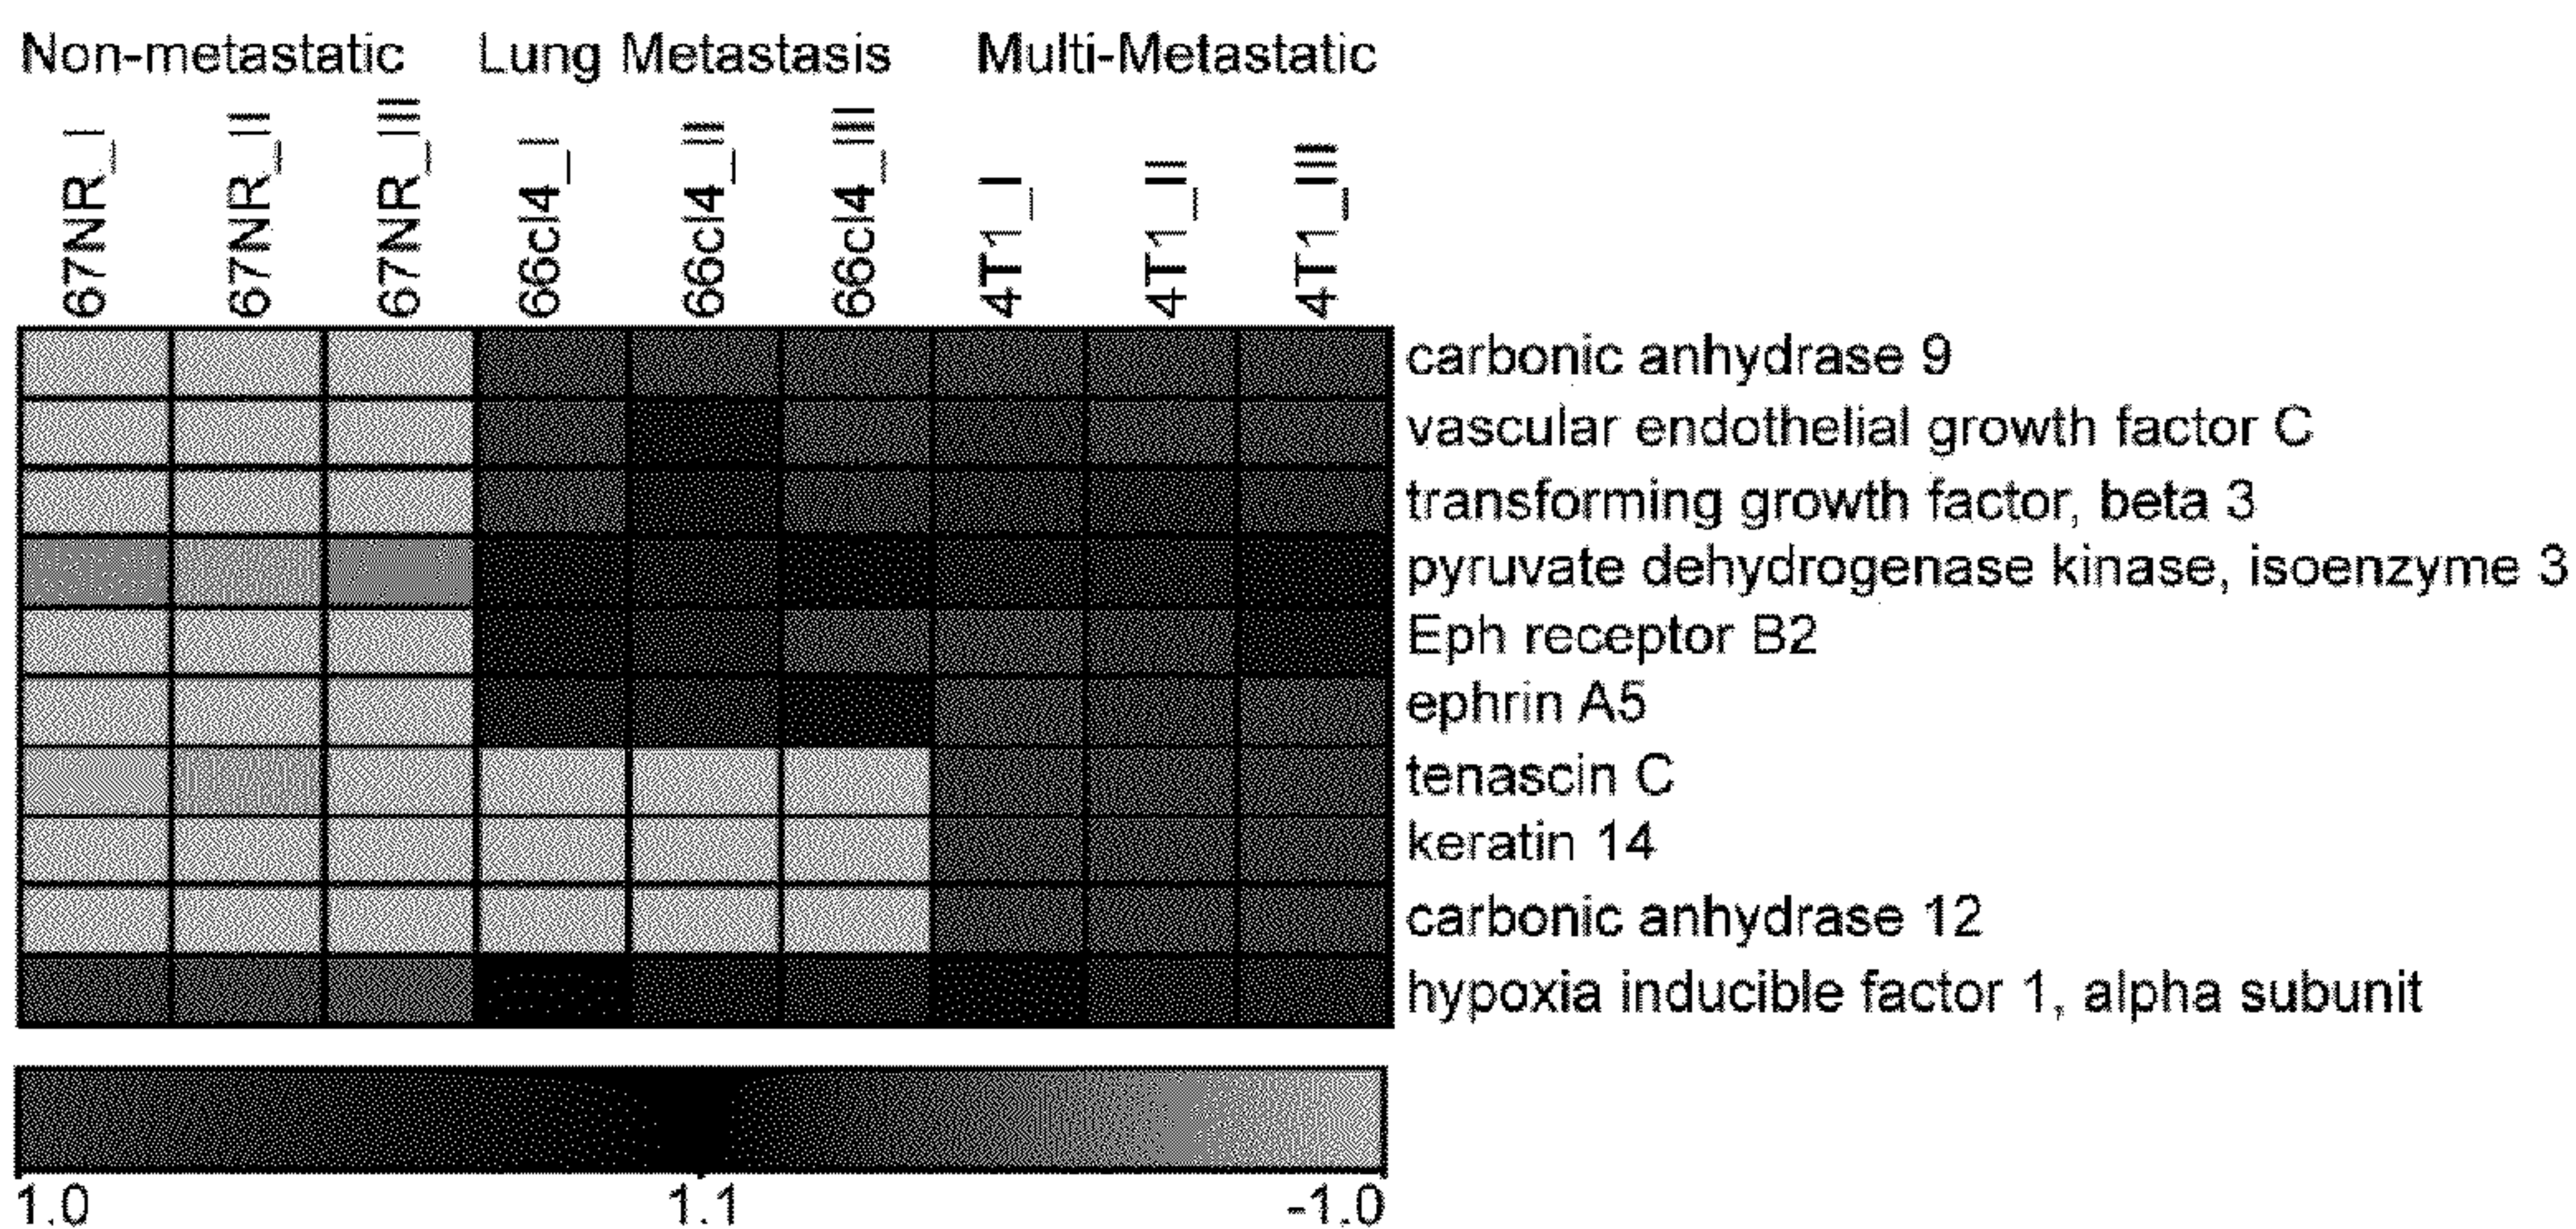 Non-metastatic Lung Metastasis Multi-Metastatic
67NR_I 67NR_II 67NR_III 66cl4_I 66cl4_II 66cl4_III 4T1_I 4T1_II 4T1_III
carbonic anhydrase 9
vascular endothelial growth factor C
transforming growth factor, beta 3
pyruvate dehydrogenase kinase, isoenzyme 3
Eph receptor B2
ephrin A5
tenascin C
keratin 14
carbonic anhydrase 12
hypoxia inducible factor 1, alpha subunit
1.0 1.1 -1.0